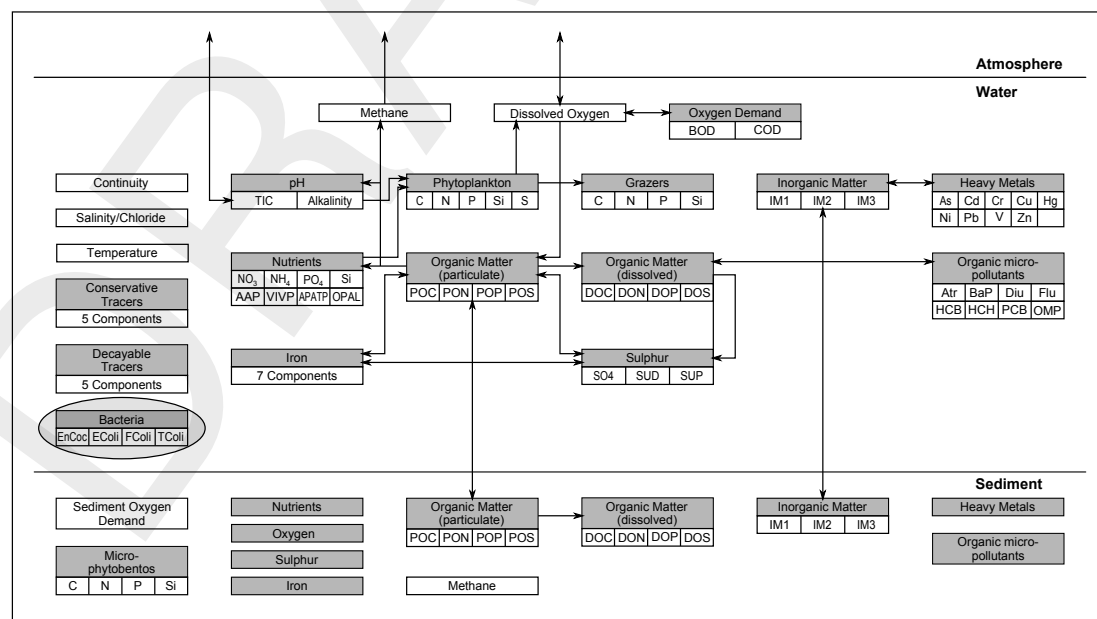 Atmosphere
Water
Methane
Dissolved Oxygen
Oxygen Demand
BOD COD
Continuity
pH
TIC Alkalinity
Phytoplankton
C N P Si S
Grazers
C N P Si
Inorganic Matter
IM1 IM2 IM3
Heavy Metals
As Cd Cr Cu Hg
Ni Pb V Zn
Salinity/Chloride
Temperature
Nutrients
NO3 NH4 PO4 Si
AAP VIVP APATP OPAL
Organic Matter
(particulate)
POC PON POP POS
Organic Matter
(dissolved)
DOC DON DOP DOS
Organic micro-
pollutants
Atr BaP Diu Flu
HCB HCH PCB OMP
Conservative
Tracers
5 Components
Decayable
Tracers
5 Components
Iron
7 Components
Sulphur
SO4 SUD SUP
Bacteria
EnCoc EColi FColi TColi
Sediment
Sediment Oxygen
Demand
Nutrients
Oxygen
Sulphur
Iron
Organic Matter
(particulate)
POC PON POP POS
Organic Matter
(dissolved)
DOC DON DOP DOS
Inorganic Matter
IM1 IM2 IM3
Heavy Metals
Organic micro-
pollutants
Micro-
phytobentos
C N P Si
Methane
DRA